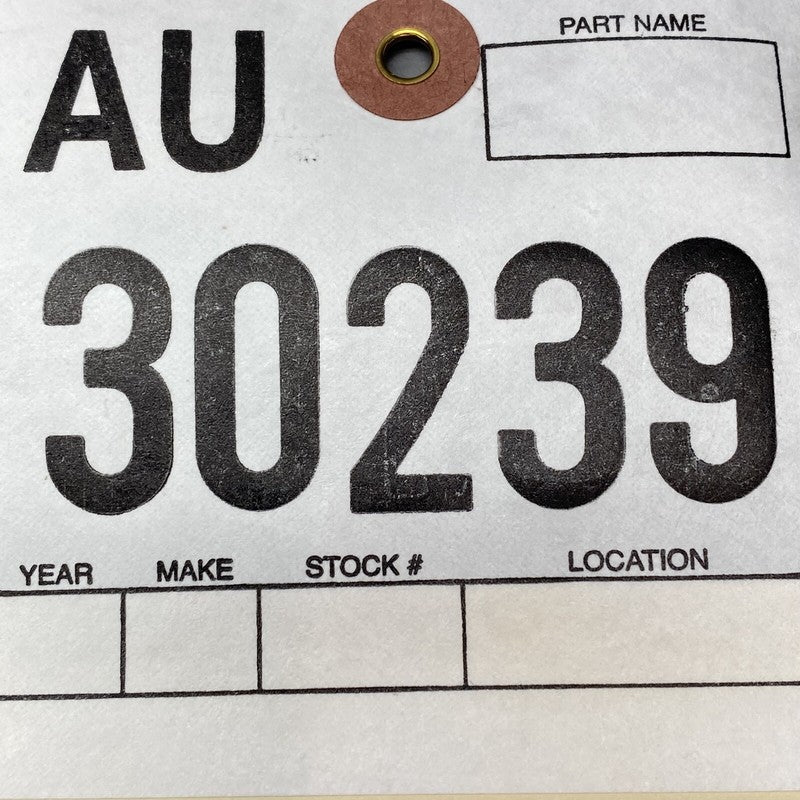 AU
PART NAME
30239
YEAR MAKE STOCK # LOCATION